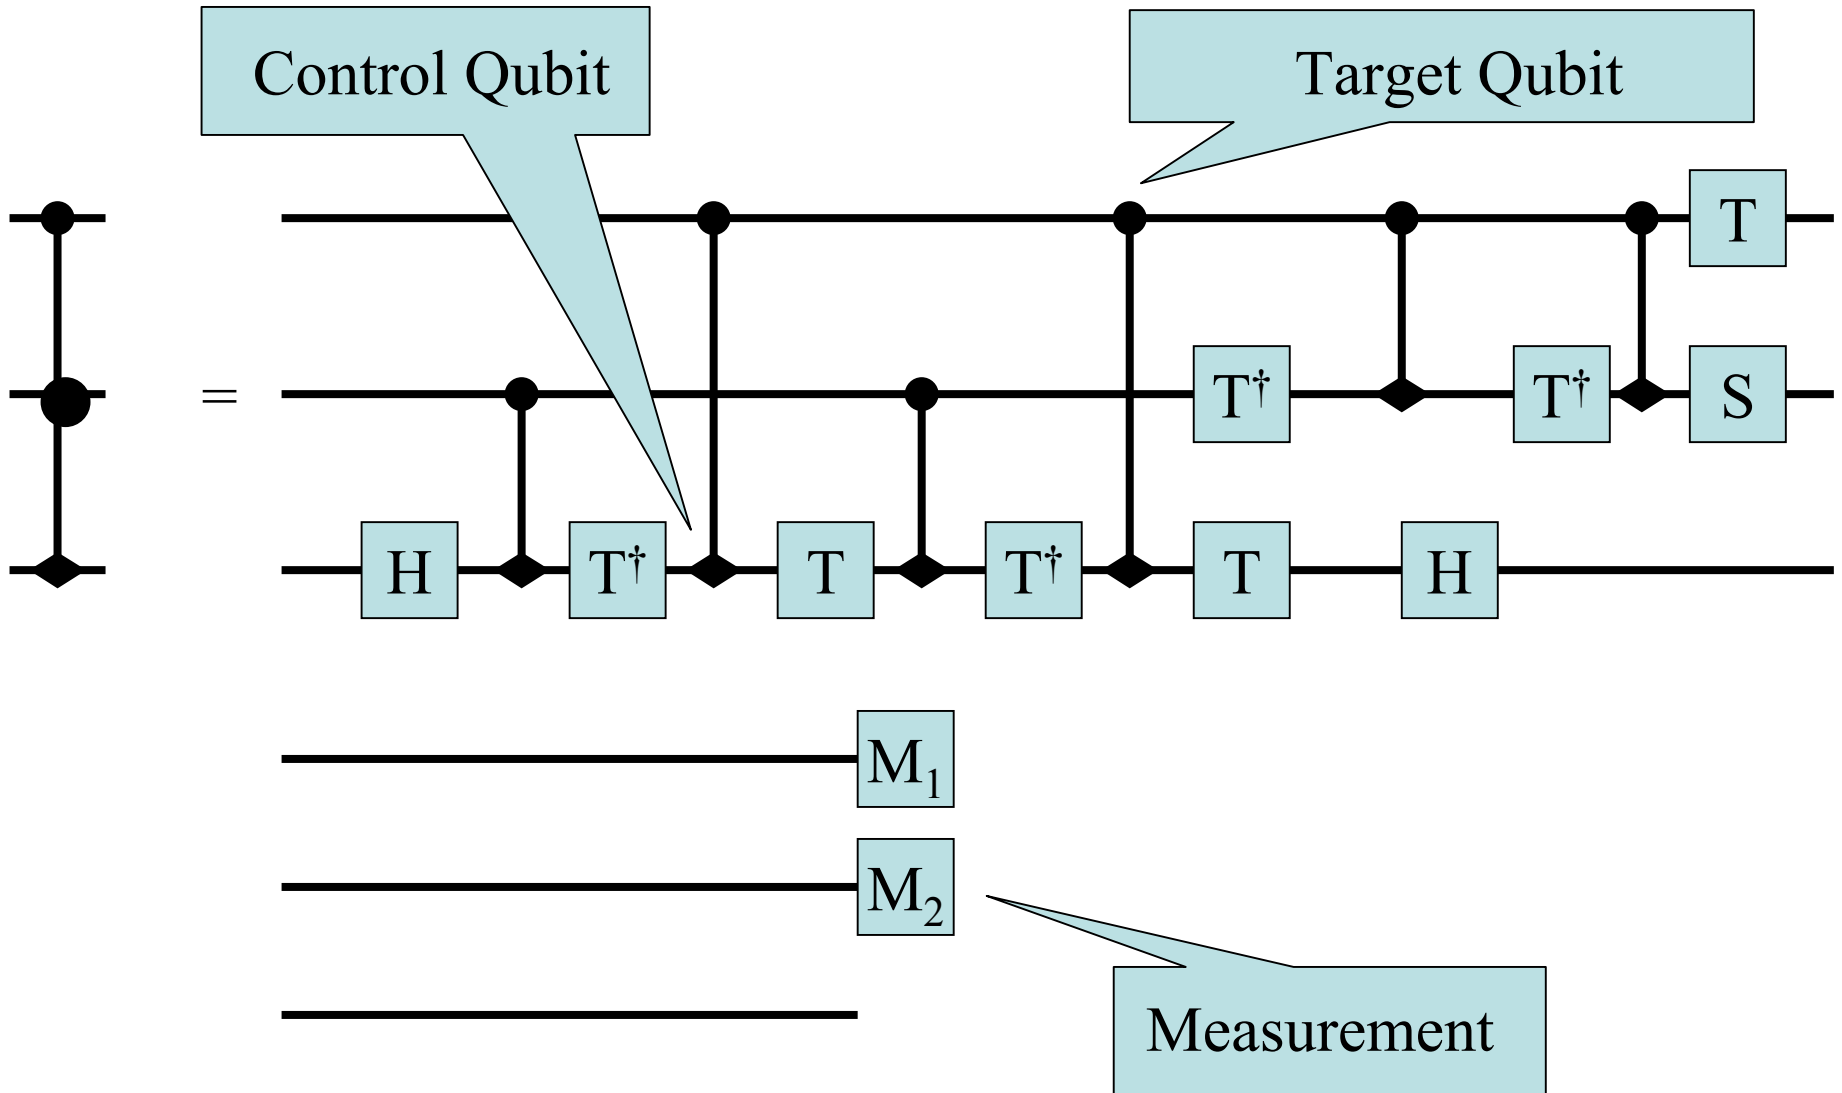 Control Qubit
Target Qubit
T
=
T†
T†
S
H
T†
T
T†
T
H
M₁
M₂
Measurement